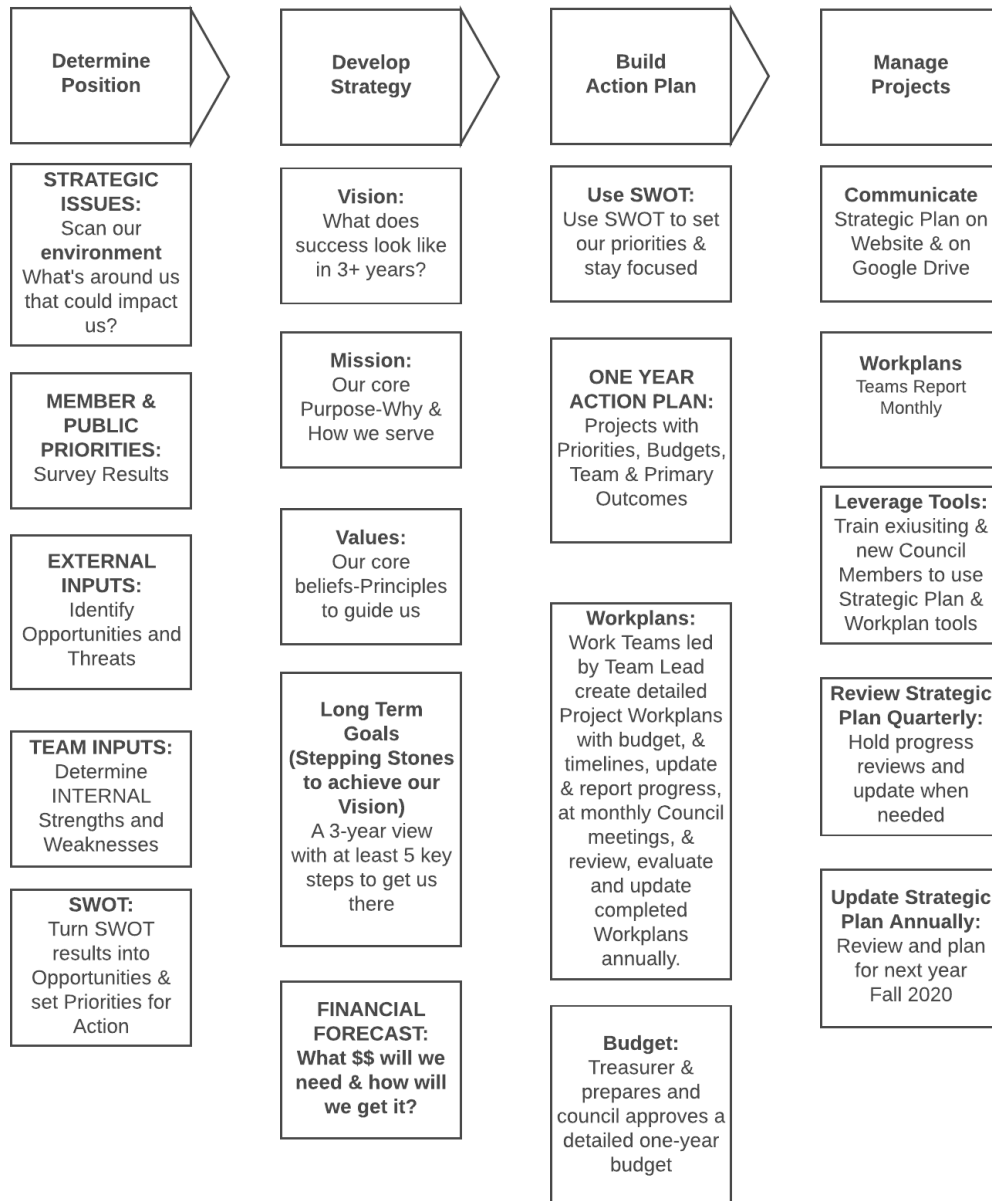 Determine
Position
Develop
Strategy
Build
Action Plan
Manage
Projects
STRATEGIC
ISSUES:
Scan our
environment
What's around us
that could impact
us?
MEMBER &
PUBLIC
PRIORITIES:
Survey Results
EXTERNAL
INPUTS:
Identify
Opportunities and
Threats
TEAM INPUTS:
Determine
INTERNAL
Strengths and
Weaknesses
SWOT:
Turn SWOT
results into
Opportunities &
set Priorities for
Action
Vision:
What does
success look like
in 3+ years?
Mission:
Our core
Purpose-Why &
How we serve
Values:
Our core
beliefs-Principles
to guide us
Long Term
Goals
(Stepping Stones
to achieve our
Vision)
A 3-year view
with at least 5 key
steps to get us
there
FINANCIAL
FORECAST:
What $$ will we
need & how will
we get it?
Use SWOT:
Use SWOT to set
our priorities &
stay focused
ONE YEAR
ACTION PLAN:
Projects with
Priorities, Budgets,
Team & Primary
Outcomes
Workplans:
Work Teams led
by Team Lead
create detailed
Project Workplans
with budget, &
timelines, update
& report progress,
at monthly Council
meetings, &
review, evaluate
and update
completed
Workplans
annually.
Budget:
Treasurer &
prepares and
council approves a
detailed one-year
budget
Communicate
Strategic Plan on
Website & on
Google Drive
Workplans
Teams Report
Monthly
Leverage Tools:
Train exiusiting &
new Council
Members to use
Strategic Plan &
Workplan tools
Review Strategic
Plan Quarterly:
Hold progress
reviews and
update when
needed
Update Strategic
Plan Annually:
Review and plan
for next year
Fall 2020